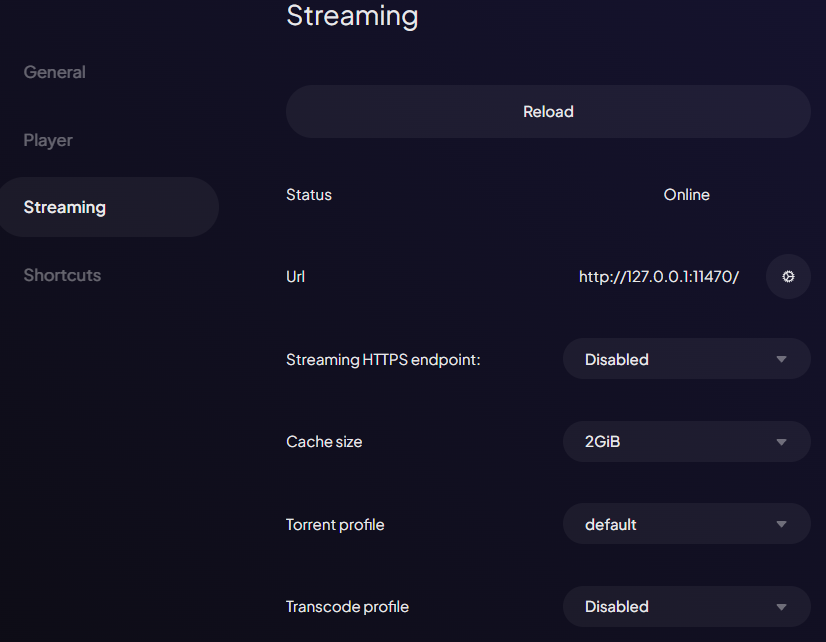 Streaming
General
Reload
Player
Status Online
Streaming
Url http://127.0.0.1:11470/
Shortcuts
Streaming HTTPS endpoint: Disabled
Cache size 2GiB
Torrent profile default
Transcode profile Disabled